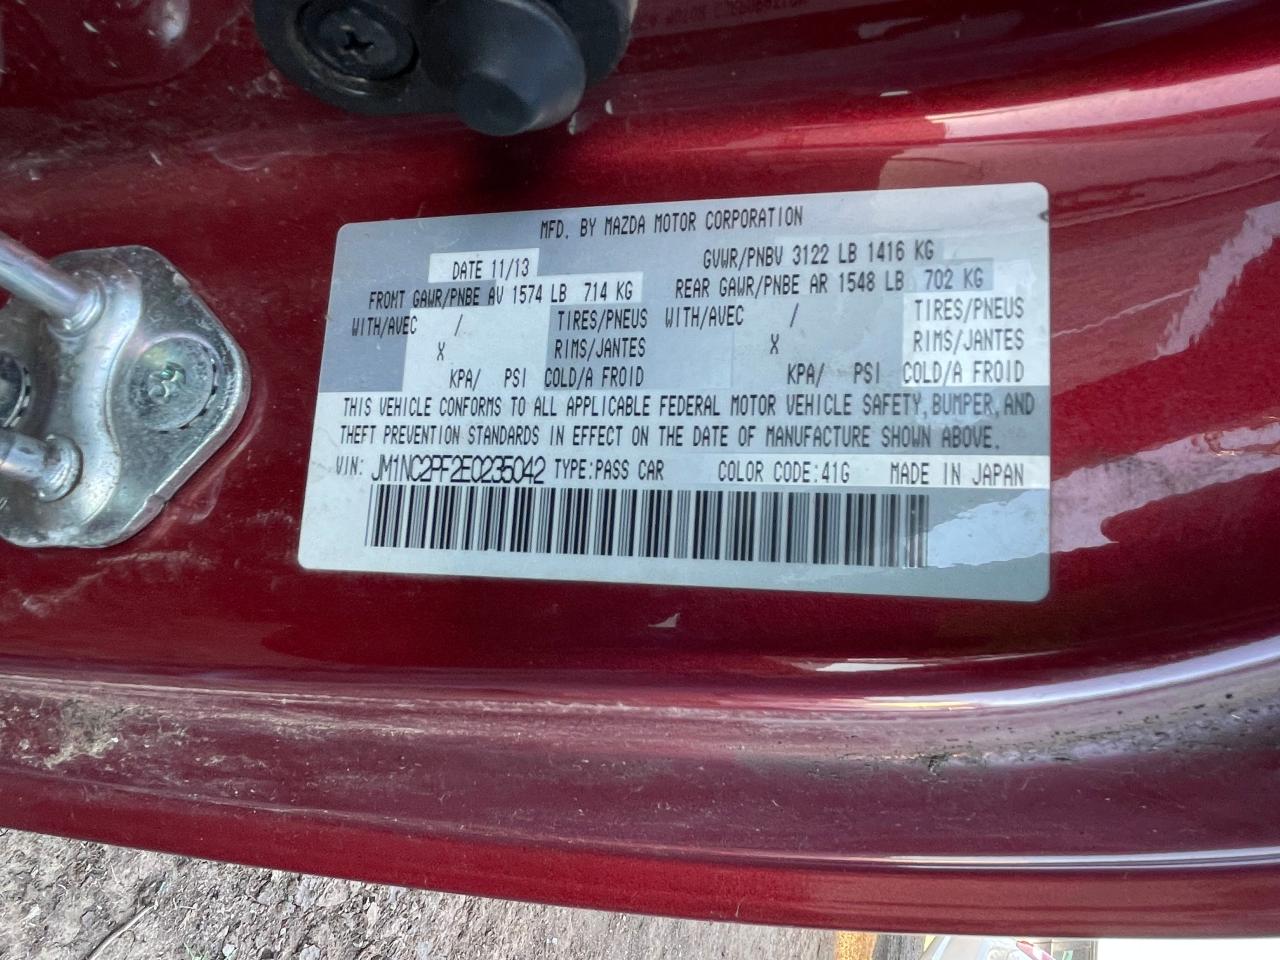 MFD. BY MAZDA MOTOR CORPORATION
DATE 11/13 GVWR/PNBV 3122 LB 1416 KG
FRONT GAWR/PNBE AV 1574 LB 714 KG REAR GAWR/PNBE AR 1548 LB 702 KG
WITH/AVEC / TIRES/PNEUS WITH/AVEC / TIRES/PNEUS
X RIMS/JANTES X RIMS/JANTES
KPA/ PSI COLD/A FROID KPA/ PSI COLD/A FROID
THIS VEHICLE CONFORMS TO ALL APPLICABLE FEDERAL MOTOR VEHICLE SAFETY, BUMPER, AND
THEFT PREVENTION STANDARDS IN EFFECT ON THE DATE OF MANUFACTURE SHOWN ABOVE.
VIN: JM1NC2PF2E0235042 TYPE:PASS CAR COLOR CODE:41G MADE IN JAPAN